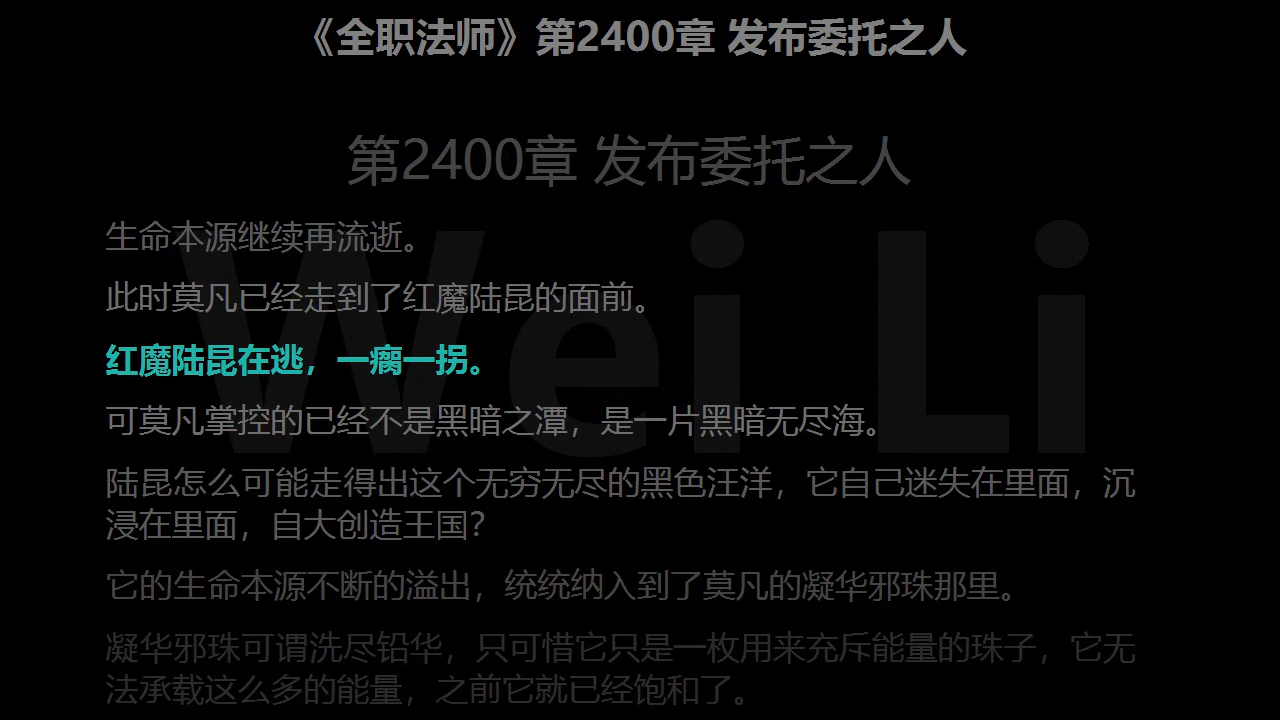 《全职法师》第2400章 发布委托之人
第2400章 发布委托之人
生命本源继续再流逝。
此时莫凡已经走到了红魔陆昆的面前。
红魔陆昆在逃，一瘸一拐。
可莫凡掌控的已经不是黑暗之潭，是一片黑暗无尽海。
陆昆怎么可能走得出这个无穷无尽的黑色汪洋，它自己迷失在里面，沉
浸在里面，自大创造王国？
它的生命本源不断的溢出，统统纳入到了莫凡的凝华邪珠那里。
凝华邪珠可谓洗尽铅华，只可惜它只是一枚用来充斥能量的珠子，它无
法承载这么多的能量，之前它就已经饱和了。
Wei Li